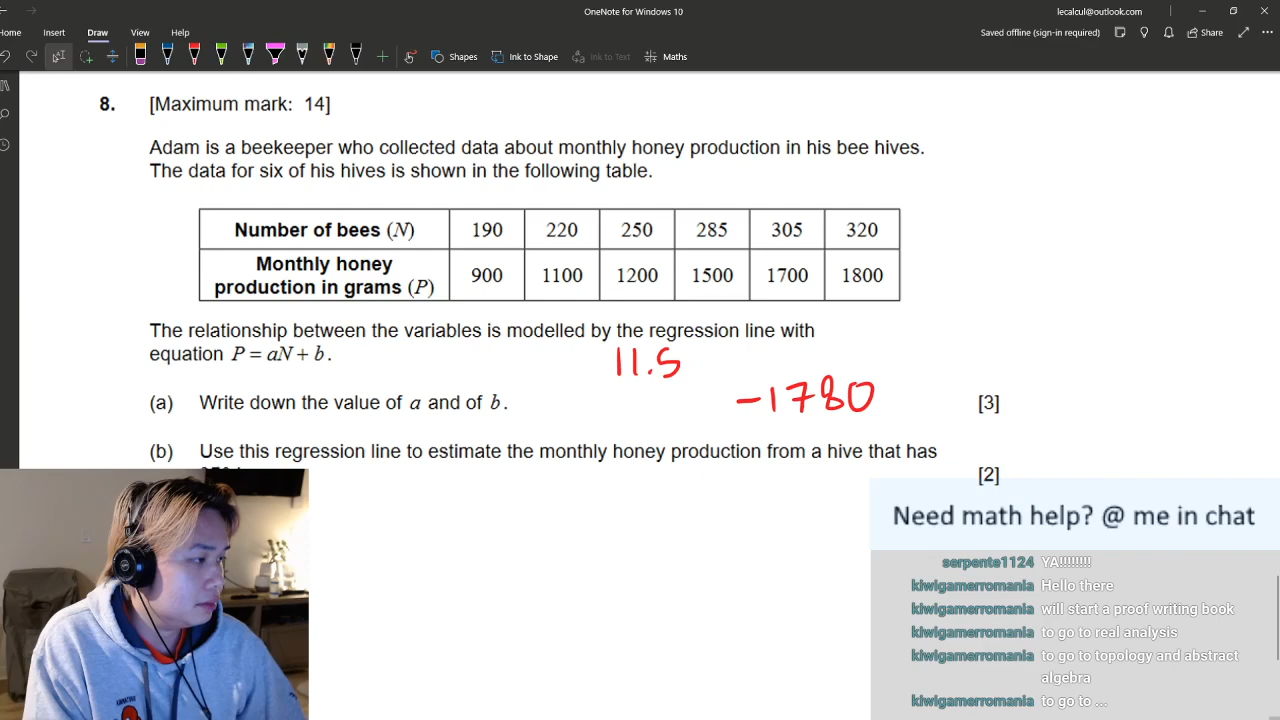 OneNote for Windows 10
lecalcul@outlook.com
Home Insert Draw View Help
Saved offline (sign-in required)
Share
Shapes
Ink to Shape
Ink to Text
Maths
8. [Maximum mark: 14]
Adam is a beekeeper who collected data about monthly honey production in his bee hives.
The data for six of his hives is shown in the following table.
Number of bees (N) 190 220 250 285 305 320
Monthly honey
production in grams (P) 900 1100 1200 1500 1700 1800
The relationship between the variables is modelled by the regression line with
equation P = aN + b.
11.5
-1780
(a) Write down the value of a and of b. [3]
(b) Use this regression line to estimate the monthly honey production from a hive that has
[2]
Need math help? @ me in chat
serpente1124 YA!!!!!!!!
kiwigamerromania Hello there
kiwigamerromania will start a proof writing book
kiwigamerromania to go to real analysis
kiwigamerromania to go to topology and abstract
algebra
kiwigamerromania to go to ...